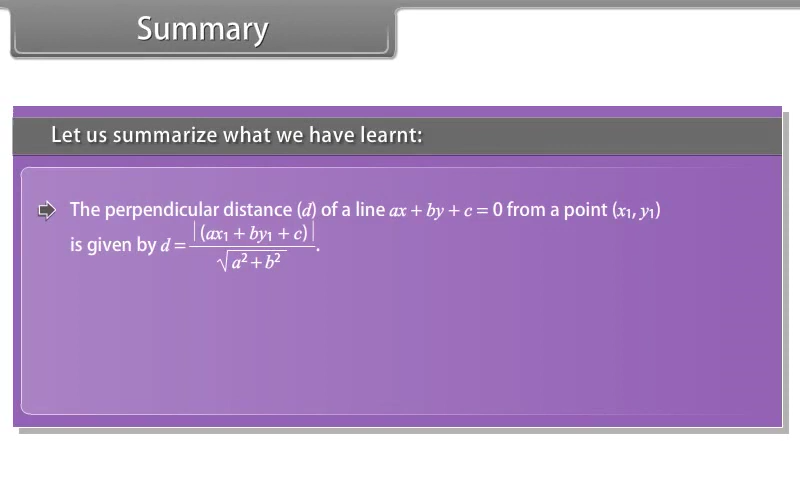 Summary
Let us summarize what we have learnt:
The perpendicular distance (d) of a line ax + by + c = 0 from a point (x₁, y₁)
is given by d = |(ax₁ + by₁ + c)| / √a² + b² .